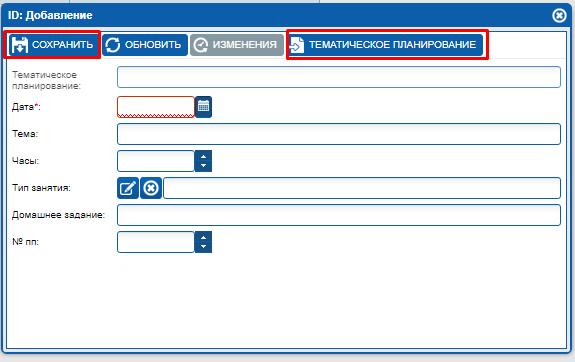 ID: Добавление
СОХРАНИТЬ ОБНОВИТЬ ИЗМЕНЕНИЯ ТЕМАТИЧЕСКОЕ ПЛАНИРОВАНИЕ
Тематическое
планирование:
Дата*:
Тема:
Часы:
Тип занятия:
Домашнее задание:
№ пп: